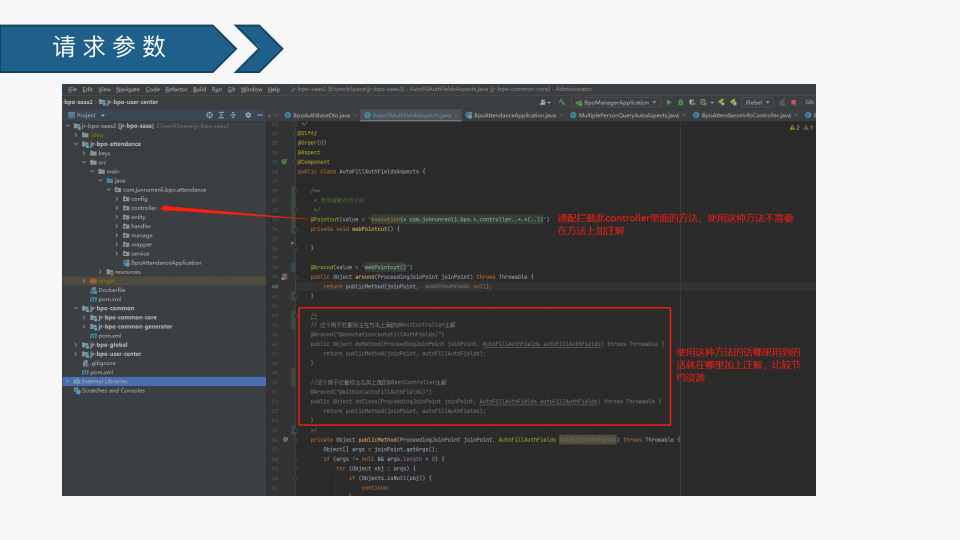 请求参数
File Edit View Navigate Code Refactor Build Run Git Tools VCS Window Help jr-bpo-saas2 [E:\workSpace\jr-bpo-saas2] - AutoFillAuthFieldsAspects.java [jr-bpo-common-core] - Administrator
-bpo-saas2 jr-bpo-user-center BpoManagerApplication JRebel Git
Project BpoAuthBaseDto.java AutoFillAuthFieldsAspects.java BpoAttendanceApplication.java MultiplePersonQueryAutoAspects.java BpoAttendanceInfoController.java
jr-bpo-saas2 [jr-bpo-saas] E:\workSpace\jr-bpo-saas2
.idea
jr-bpo-attendance
keys
src
main
java
com.junrunrenli.bpo.attendance
config
controller
entity
handler
manage
mapper
service
BpoAttendanceApplication
resources
target
Dockerfile
pom.xml
jr-bpo-common
jr-bpo-common-core
jr-bpo-common-generator
pom.xml
jr-bpo-global
jr-bpo-user-center
.gitignore
pom.xml
External Libraries
Scratches and Consoles
*/
@Slf4j
@Order(0)
@Aspect
@Component
public class AutoFillAuthFieldsAspects {
/**
*/
@Pointcut(value = "execution(* com.junrunrenli.bpo.*.controller..*.*(..))")
private void webPointcut() {
}
@Around(value = "webPointcut()")
public Object around(ProceedingJoinPoint joinPoint) throws Throwable {
return publicMethod(joinPoint, autoFillAuthFields: null);
}
/*
// 这个用于拦截标注在方法上面的@RestController注解
@Around("@annotation(autoFillAuthFields)")
public Object doMethod(ProceedingJoinPoint joinPoint, AutoFillAuthFields autoFillAuthFields) throws Throwable {
return publicMethod(joinPoint, autoFillAuthFields);
}
//这个用于拦截标注在类上面的@RestController注解
@Around("@within(autoFillAuthFields)")
public Object doClass(ProceedingJoinPoint joinPoint, AutoFillAuthFields autoFillAuthFields) throws Throwable {
return publicMethod(joinPoint, autoFillAuthFields);
}
*/
private Object publicMethod(ProceedingJoinPoint joinPoint, AutoFillAuthFields autoFillAuthFields) throws Throwable {
Object[] args = joinPoint.getArgs();
if (args != null && args.length > 0) {
for (Object obj : args) {
if (Objects.isNull(obj)) {
continue;
通配拦截此controller里面的方法，使用这种方法不需要
在方法上加注解
使用这种方法的活哪里用到的
话就在哪里加上注解，比较节
约资源